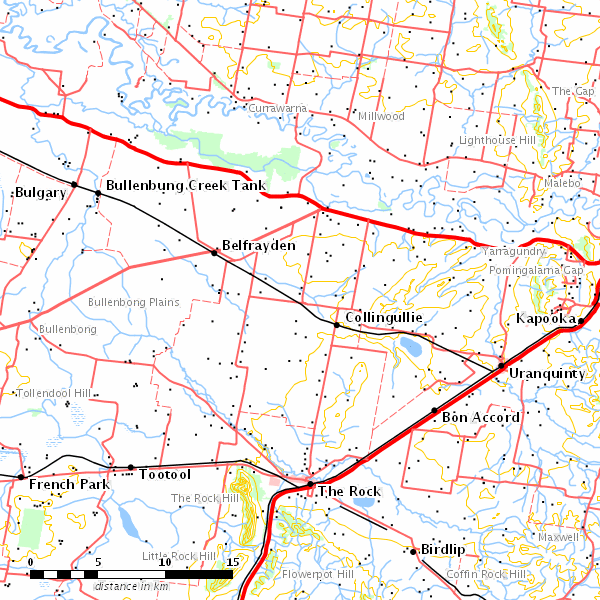 The Gap
Currawarna
Millwood
Lighthouse Hill
Malebo
Bullenbung Creek Tank
Bulgary
Belfrayden
Yarragundry
Pomingalarna Gap
Bullenbong Plains
Collingullie
Kapooka
Bullenbong
Uranquinty
Tollendool Hill
Bon Accord
Tootool
French Park
The Rock
The Rock Hill
Maxwell
Birdlip
Little Rock Hill
0 5 10 15
Flowerpot Hill
Coffin Rock Hill
distance in km